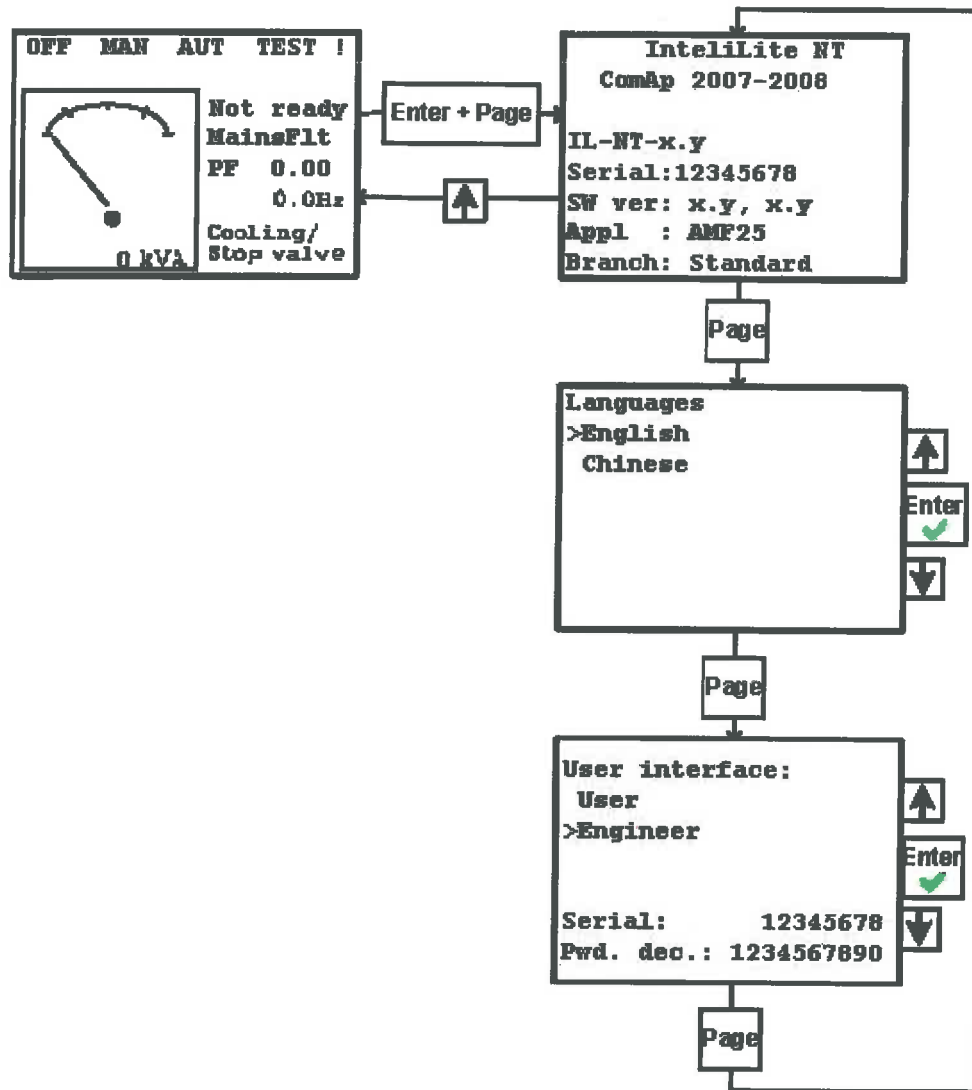 OFF MAN AUT TEST !
Not ready
MainsFlt
PF 0.00
0.0Hz
Cooling/
Stop valve
0 kVA
Enter + Page
InteliLite NT
ComAp 2007-2008
IL-NT-x.y
Serial:12345678
SW ver: x.y, x.y
Appl : AMF25
Branch: Standard
Page
Languages
>English
Chinese
Enter
Page
User interface:
User
>Engineer
Serial: 12345678
Pwd. dec.: 1234567890
Enter
Page